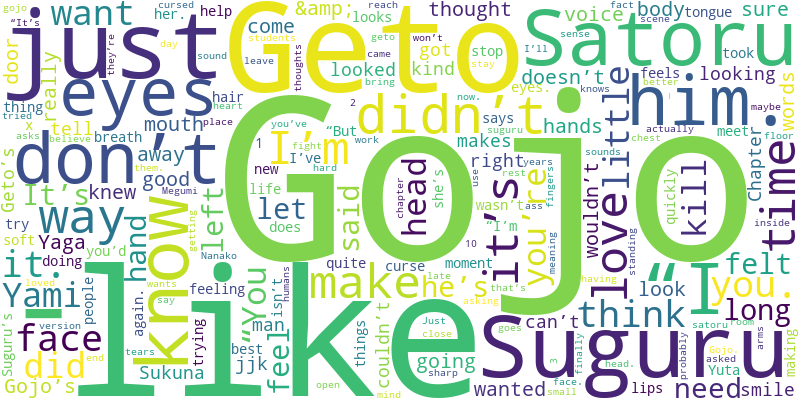 gojo
cursed
"It's
want
her.
help
&amp;
thought
come
looks
reach
geto
came
won't
fact
scene
voice
body
tongue
sure
took
sense
I'll
just
Geto
Satoru
door
or
really
day
sound
leave
they're
students
thoughts
stay
bring
stop
got
kind
looked
doesn't
feels
looking
knows
better
maybe
words
thing
tried
eyes
hair
heart
place
you've
fight
hard
2
1
"But
work
suguru
now.
didn't
says
makes
hands
eyes.
little
him.
x
asks
believe
tell
mouth
breath
away
good
them.
Megumi
don't
I'm
I've
new
life
does
let
right
wasn't
rest
years
use
ass
fingers
sounds
chest
actually
meet
floor
Geto's
It's
knew
left
said
Gojo
head
chapter
she's
it's
you're
wouldn't
love
quickly
kill
Chapter
time
inside
try
soft
Yaga
doing
way
you'd
hand
know
getting
Nanako
quite
curse
moment
"I'm
10
meaning
standing
having
"I
look
felt
it.
Yami
people
again.
feeling
"You
isn't
humans
make
he's
late
asking
that's
think
you.
long
Suguru's
loved
version
wants
say
trying
man
feel
things
couldn't
Just
close
going
sharp
can't
goes
3
finally
satoru
room
arms
making
face
did
tears
end
Gojo's
Sukuna
best
jjk
like
open
mind
wanted
small
Suguru
face.
lips
head.
need
probably
asked
Gojo.
Yuta
smile